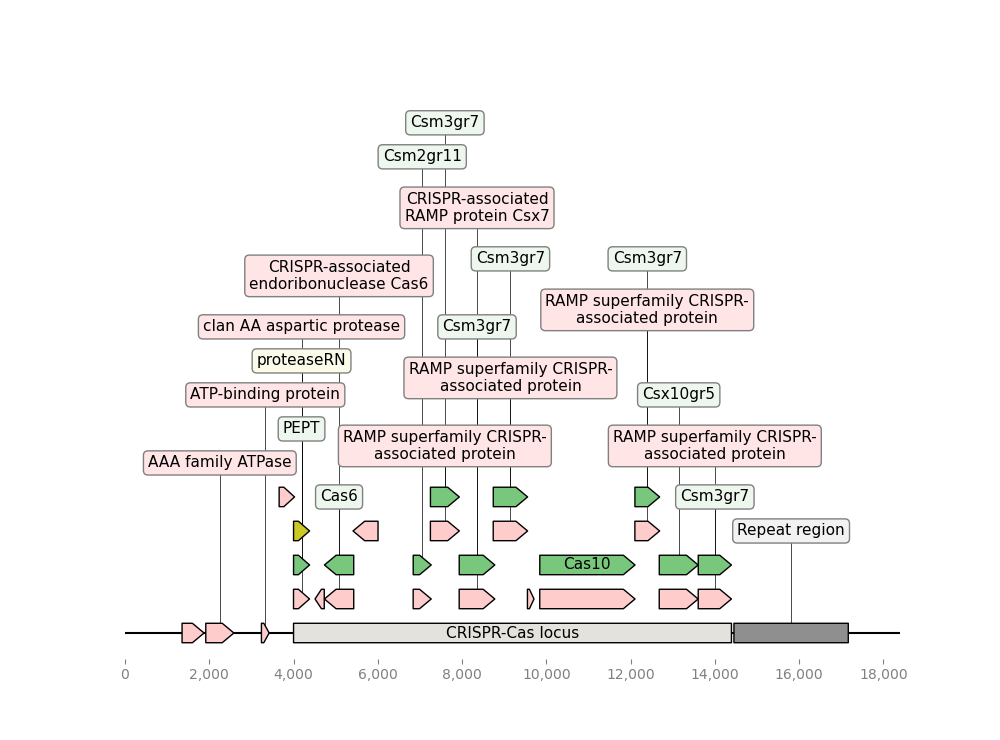 Csm3gr7
Csm2gr11
CRISPR-associated
RAMP protein Csx7
Csm3gr7
Csm3gr7
CRISPR-associated
endoribonuclease Cas6
RAMP superfamily CRISPR-
associated protein
clan AA aspartic protease
Csm3gr7
proteaseRN
RAMP superfamily CRISPR-
associated protein
ATP-binding protein
Csx10gr5
PEPT
RAMP superfamily CRISPR-
associated protein
RAMP superfamily CRISPR-
associated protein
AAA family ATPase
Cas6
Csm3gr7
Repeat region
Cas10
CRISPR-Cas locus
0 2,000 4,000 6,000 8,000 10,000 12,000 14,000 16,000 18,000